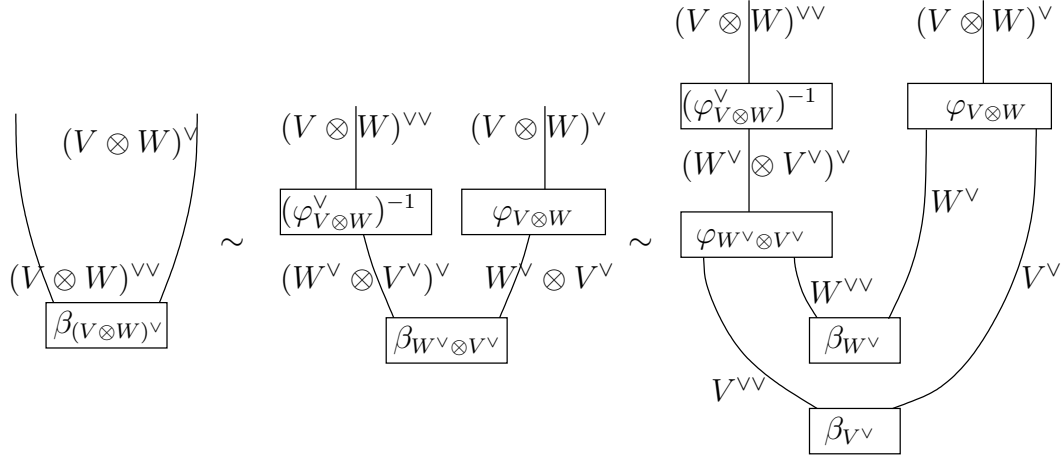 (V ⊗ W)^∨
(V ⊗ W)^∨∨
β_{(V⊗W)^∨}
∼
(V ⊗ W)^∨∨ (V ⊗ W)^∨
(φ^∨_{V⊗W})^{−1} φ_{V⊗W}
(W^∨ ⊗ V^∨)^∨ W^∨ ⊗ V^∨
β_{W^∨⊗V^∨}
∼
(V ⊗ W)^∨∨ (V ⊗ W)^∨
(φ^∨_{V⊗W})^{−1} φ_{V⊗W}
(W^∨ ⊗ V^∨)^∨
W^∨
φ_{W^∨⊗V^∨}
W^∨∨ V^∨
β_{W^∨}
V^∨∨
β_{V^∨}